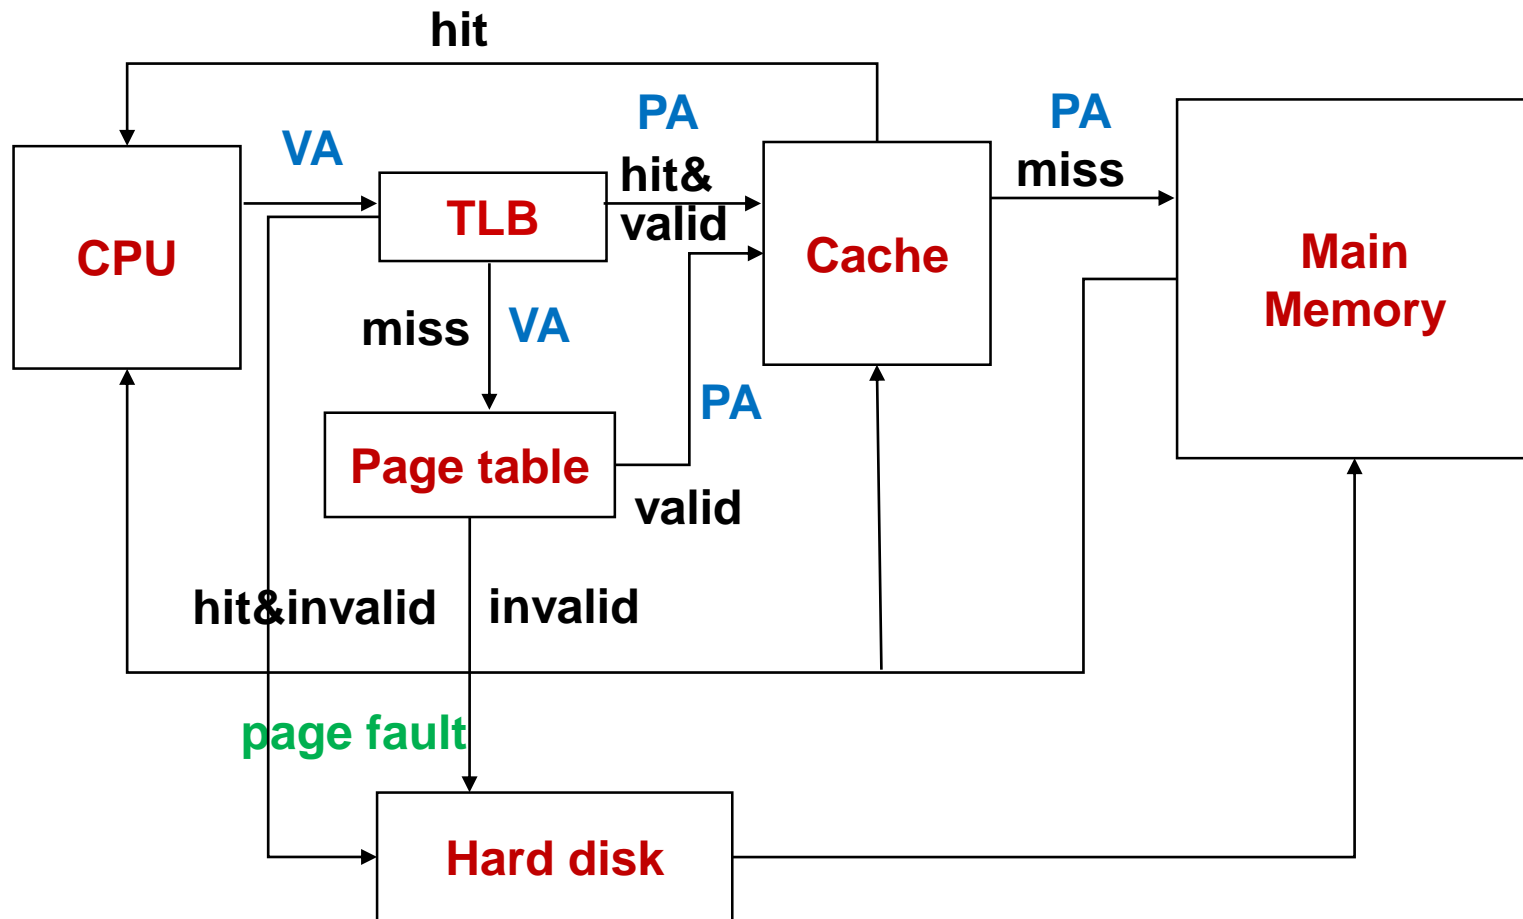 hit
VA
PA
hit&
valid
PA
miss
CPU
TLB
Cache
Main
Memory
miss
VA
PA
Page table
valid
hit&invalid
invalid
page fault
Hard disk